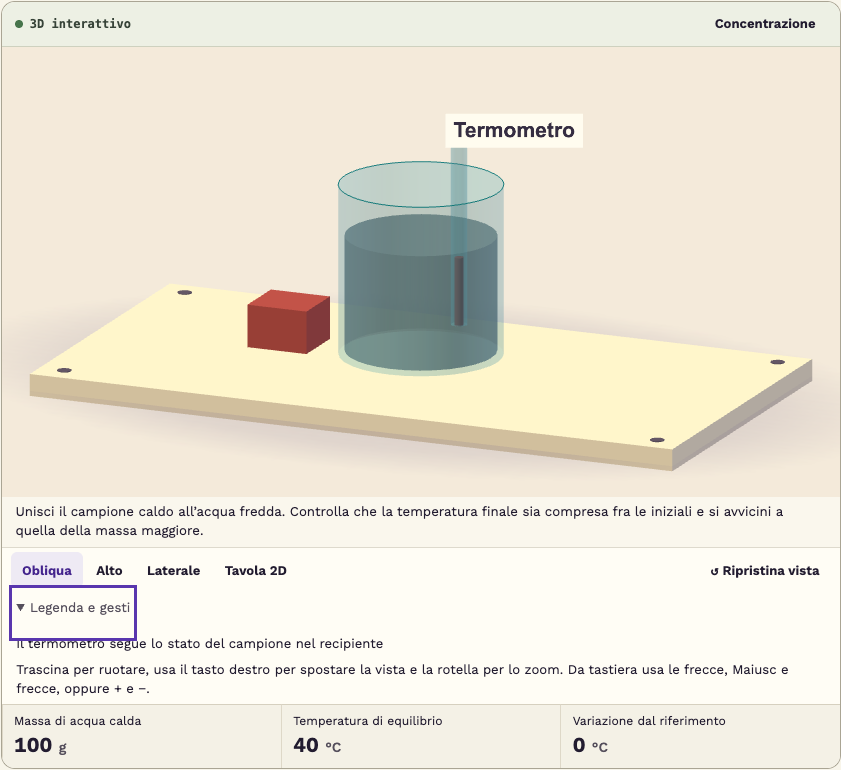 3D interattivo
Concentrazione
Termometro
Unisci il campione caldo all'acqua fredda. Controlla che la temperatura finale sia compresa fra le iniziali e si avvicini a
quella della massa maggiore.
Obliqua Alto Laterale Tavola 2D ↺ Ripristina vista
▼ Legenda e gesti
Il termometro segue lo stato del campione nel recipiente
Trascina per ruotare, usa il tasto destro per spostare la vista e la rotella per lo zoom. Da tastiera usa le frecce, Maiusc e
frecce, oppure + e −.
Massa di acqua calda
100 g
Temperatura di equilibrio
40 °C
Variazione dal riferimento
0 °C